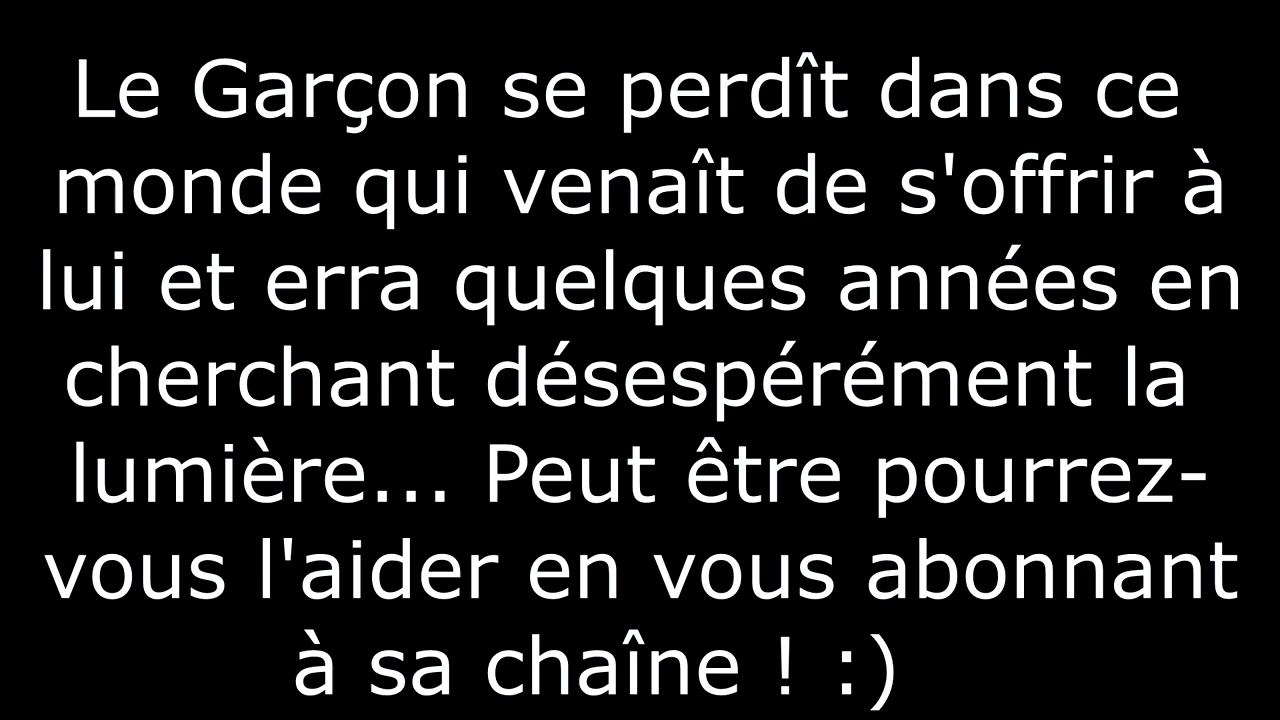 Le Garçon se perdît dans ce
monde qui venaît de s'offrir à
lui et erra quelques années en
cherchant désespérément la
lumière... Peut être pourrez-
vous l'aider en vous abonnant
à sa chaîne ! :)